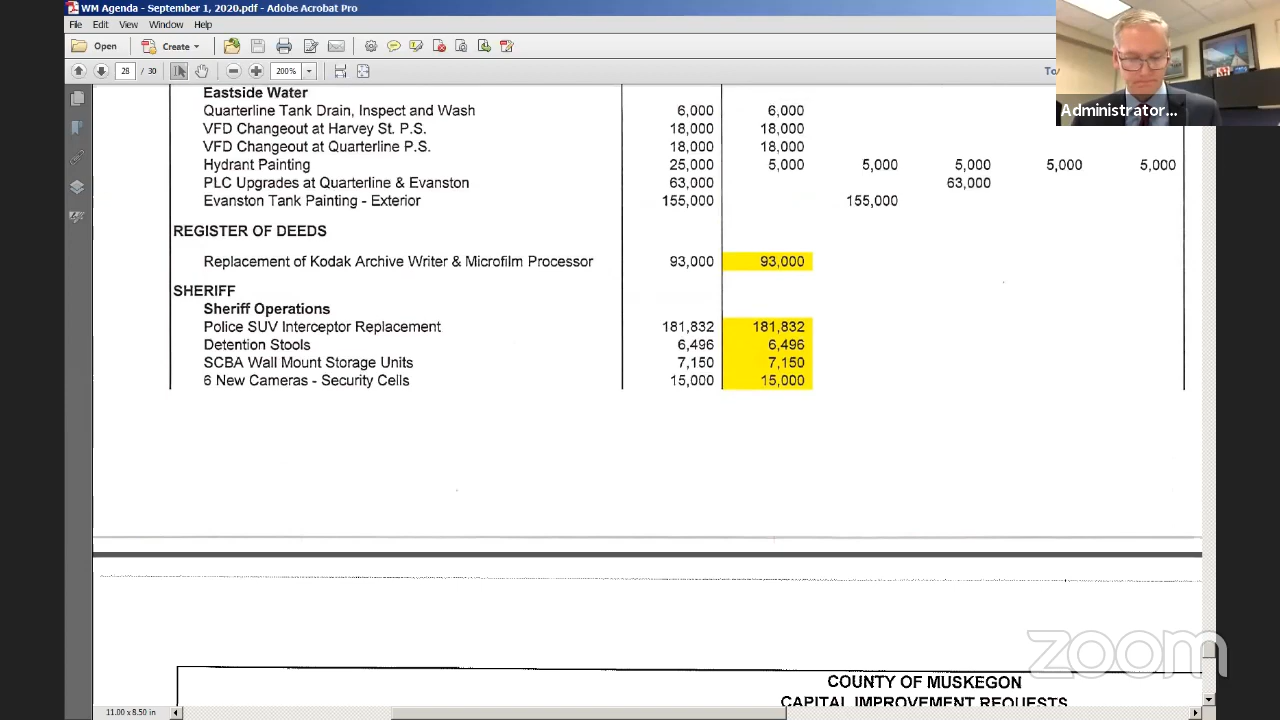 WM Agenda - September 1, 2020.pdf - Adobe Acrobat Pro
File Edit View Window Help
Open Create
28 / 30 200% To
Administrator...
Eastside Water
Quarterline Tank Drain, Inspect and Wash 6,000 6,000
VFD Changeout at Harvey St. P.S. 18,000 18,000
VFD Changeout at Quarterline P.S. 18,000 18,000
Hydrant Painting 25,000 5,000 5,000 5,000 5,000 5,000
PLC Upgrades at Quarterline & Evanston 63,000 63,000
Evanston Tank Painting - Exterior 155,000 155,000
REGISTER OF DEEDS
Replacement of Kodak Archive Writer & Microfilm Processor 93,000 93,000
SHERIFF
Sheriff Operations
Police SUV Interceptor Replacement 181,832 181,832
Detention Stools 6,496 6,496
SCBA Wall Mount Storage Units 7,150 7,150
6 New Cameras - Security Cells 15,000 15,000
zoom
COUNTY OF MUSKEGON
CAPITAL IMPROVEMENT REQUESTS
11.00 x 8.50 in